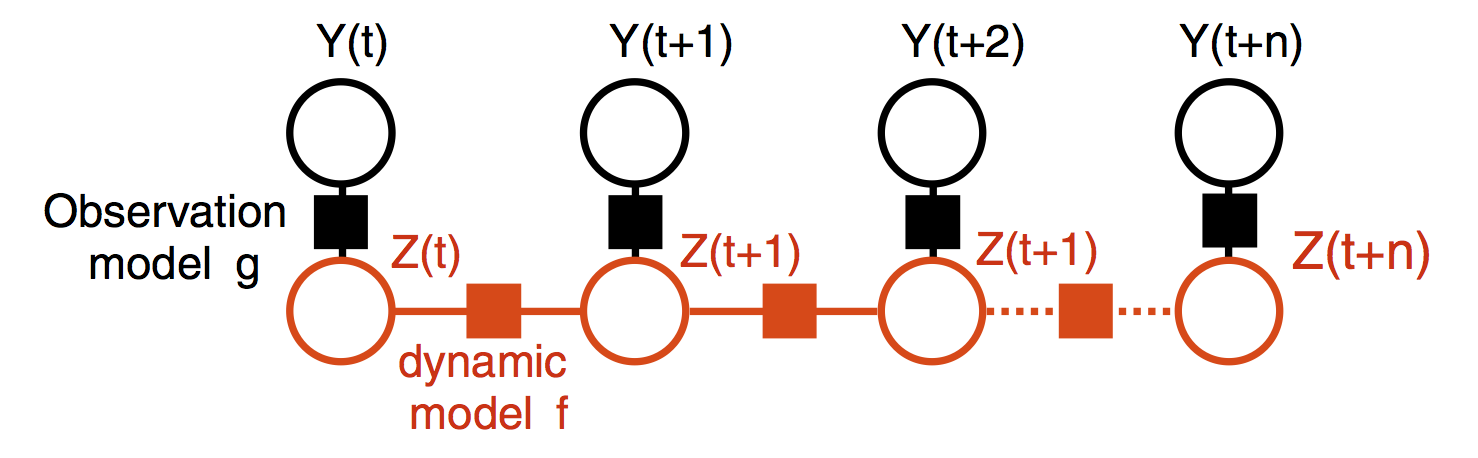 Y(t) Y(t+1) Y(t+2) Y(t+n)
Observation
model g
Z(t) Z(t+1) Z(t+1) Z(t+n)
dynamic
model f